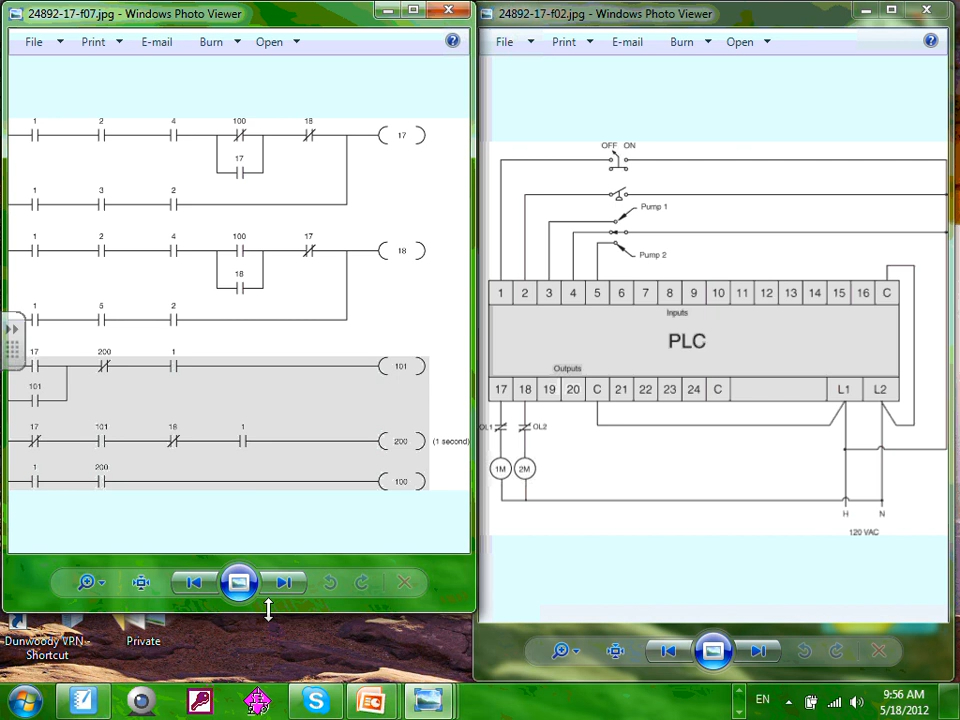 24892-17-f07.jpg - Windows Photo Viewer
File Print E-mail Burn Open
1 2 4 100 18
17
17
1 3 2
1 2 4 100 17
18
18
1 5 2
17 200 1
101
101
17 101 18 1
200 (1 second)
1 200
100
Dunwoody VPN -
Shortcut
Private
24892-17-f02.jpg - Windows Photo Viewer
File Print E-mail Burn Open
OFF ON
Pump 1
Pump 2
1 2 3 4 5 6 7 8 9 10 11 12 13 14 15 16 C
Inputs
PLC
Outputs
17 18 19 20 C 21 22 23 24 C L1 L2
OL1 OL2
1M 2M
H N
120 VAC
EN
9:56 AM
5/18/2012